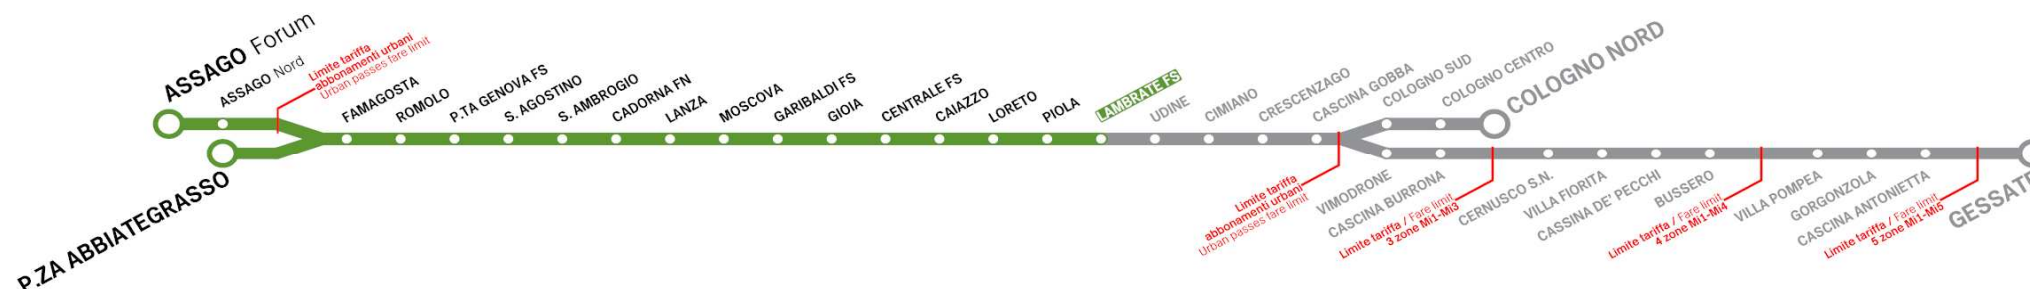 ASSAGO Forum
ASSAGO Nord
Limite tariffa
abbonamenti urbani
Urban passes fare limit
P.ZA ABBIATEGRASSO
FAMAGOSTA
ROMOLO
P.TA GENOVA FS
S. AGOSTINO
S. AMBROGIO
CADORNA FN
LANZA
MOSCOVA
GARIBALDI FS
GIOIA
CENTRALE FS
CAIAZZO
LORETO
PIOLA
LAMBRATE FS
UDINE
CIMIANO
CRESCENZAGO
CASCINA GOBBA
COLOGNO SUD
COLOGNO CENTRO
COLOGNO NORD
Limite tariffa
abbonamenti urbani
Urban passes fare limit
VIMODRONE
CASCINA BURRONA
Limite tariffa / Fare limit
3 zone Mi1-Mi3
CERNUSCO S.N.
VILLA FIORITA
CASSINA DE' PECCHI
BUSSERO
Limite tariffa / Fare limit
4 zone Mi1-Mi4
VILLA POMPEA
GORGONZOLA
CASCINA ANTONIETTA
Limite tariffa / Fare limit
5 zone Mi1-Mi5